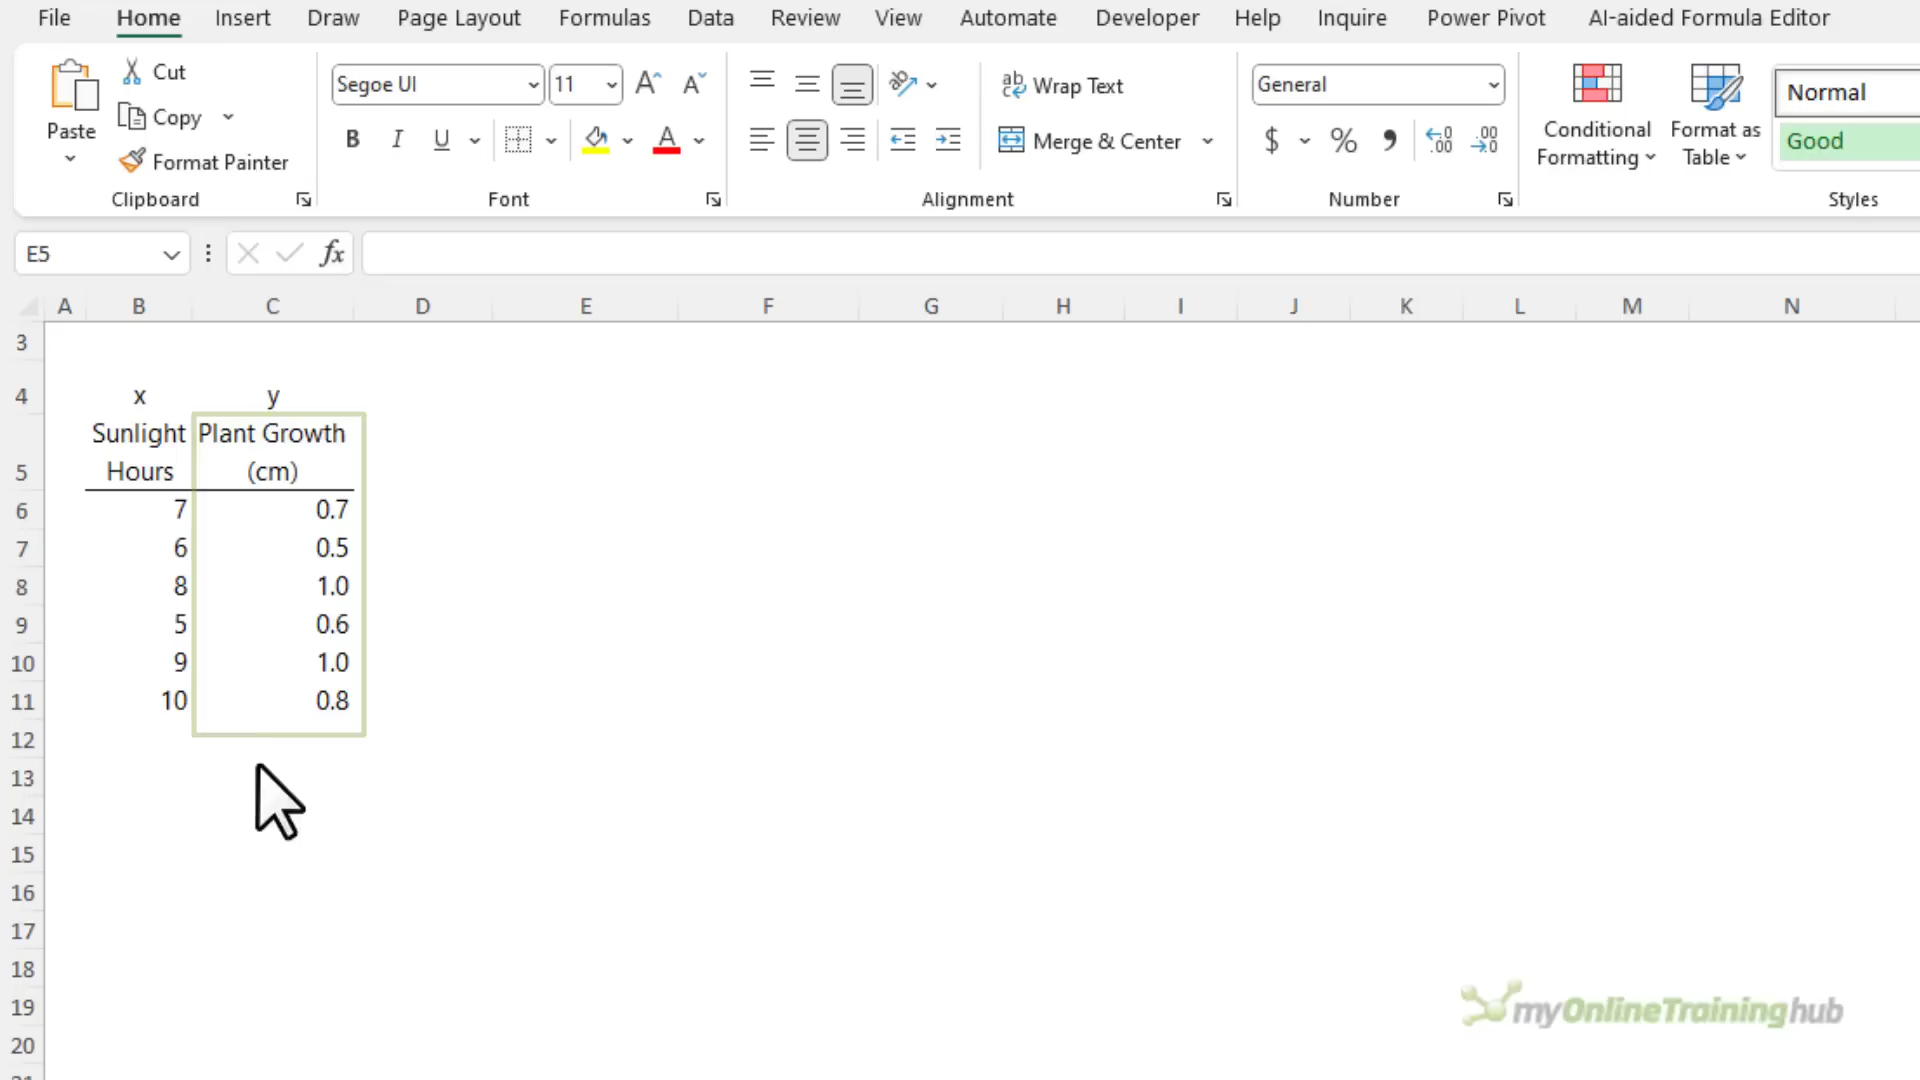 File Home Insert Draw Page Layout Formulas Data Review View Automate Developer Help Inquire Power Pivot AI-aided Formula Editor
Paste
Cut
Copy
Format Painter
Clipboard
Segoe UI 11
B I U
Font
Wrap Text
Merge & Center
Alignment
General
$ % 9
Number
Conditional
Formatting
Format as
Table
Normal
Good
Styles
E5 fx
A B C D E F G H I J K L M N
3
4 x y
Sunlight Plant Growth
5 Hours (cm)
6 7 0.7
7 6 0.5
8 8 1.0
9 5 0.6
10 9 1.0
11 10 0.8
12
13
14
15
16
17
18
19
20
myOnlineTraininghub